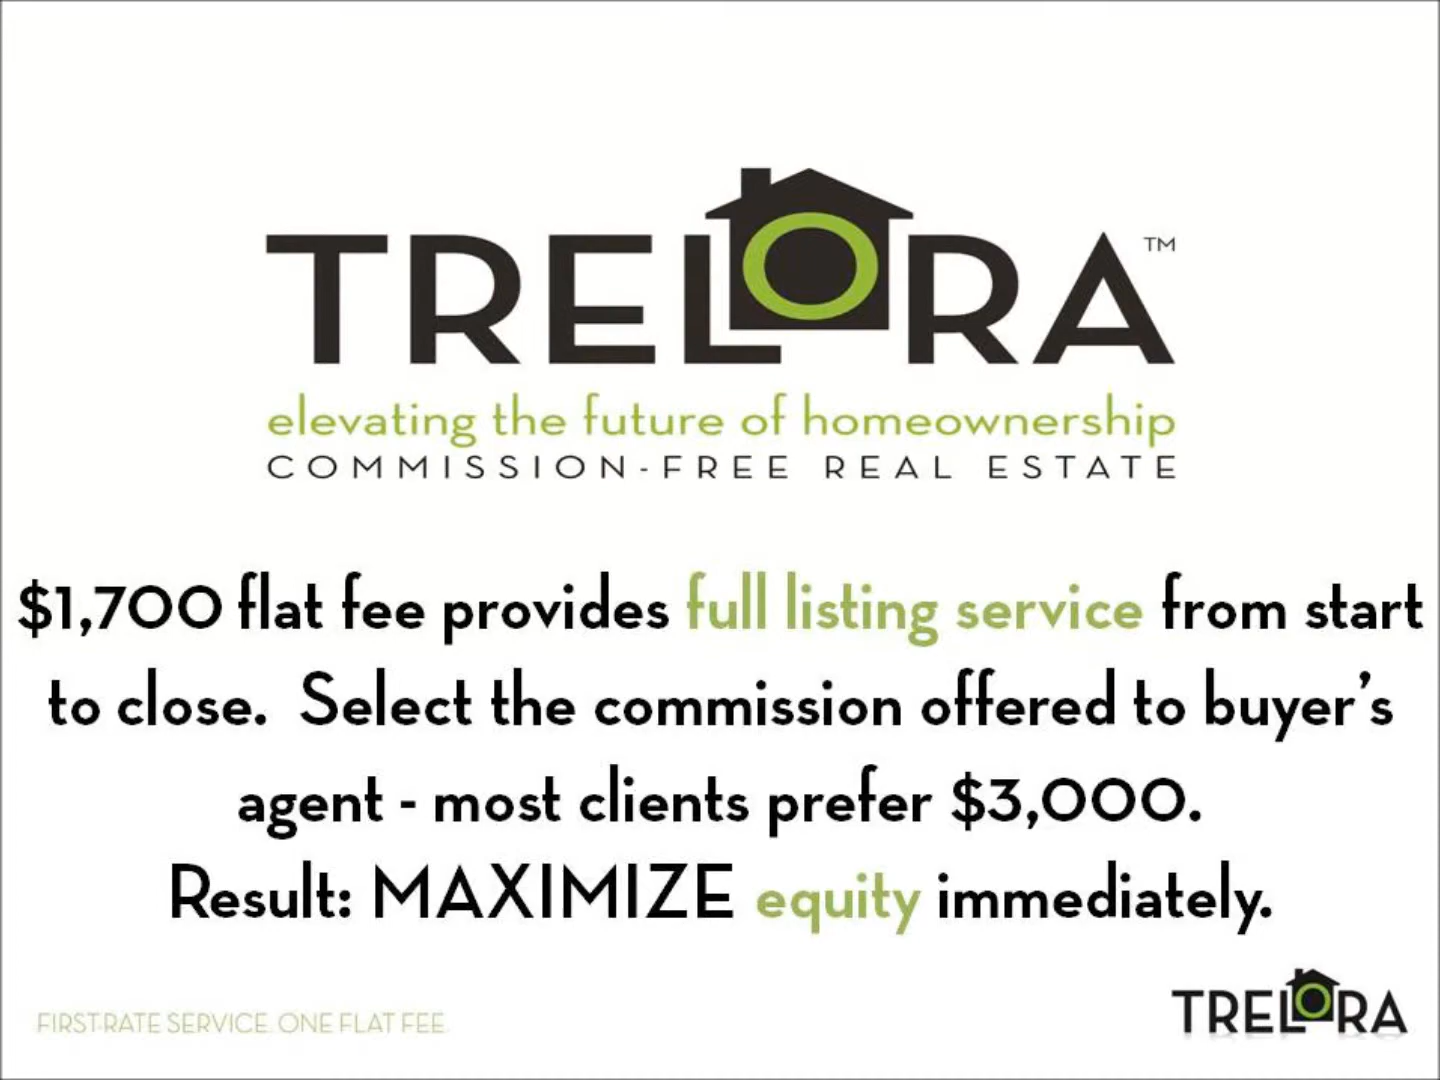 TRELORA™
elevating the future of homeownership
COMMISSION-FREE REAL ESTATE
$1,700 flat fee provides full listing service from start
to close. Select the commission offered to buyer's
agent - most clients prefer $3,000.
Result: MAXIMIZE equity immediately.
FIRST-RATE SERVICE. ONE FLAT FEE.
TRELORA